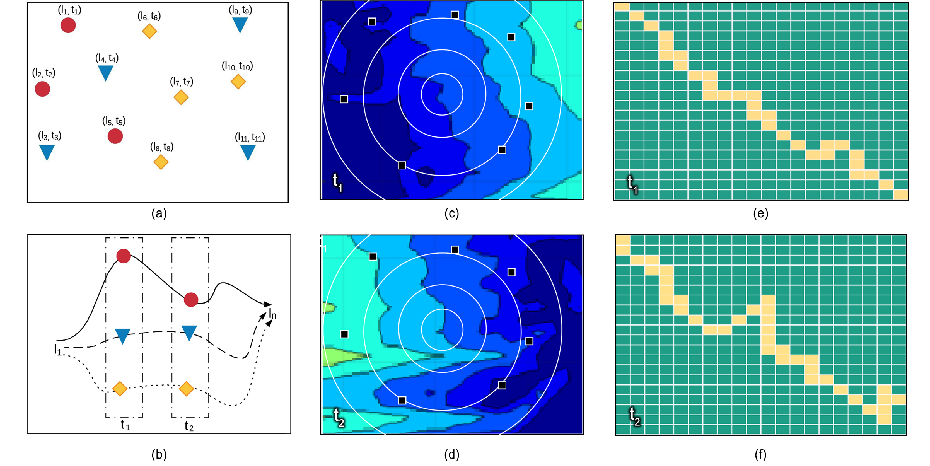 (l₁, t₁)
(l₆, t₆)
(l₉, t₉)
(l₄, t₄)
(l₂, t₂)
(l₇, t₇)
(l₁₀, t₁₀)
(l₅, t₅)
(l₃, t₃)
(l₈, t₈)
(l₁₁, t₁₁)
t₁
t₁
(a)
(c)
(e)
l₁
lₙ
t₁
t₂
t₂
t₂
(b)
(d)
(f)